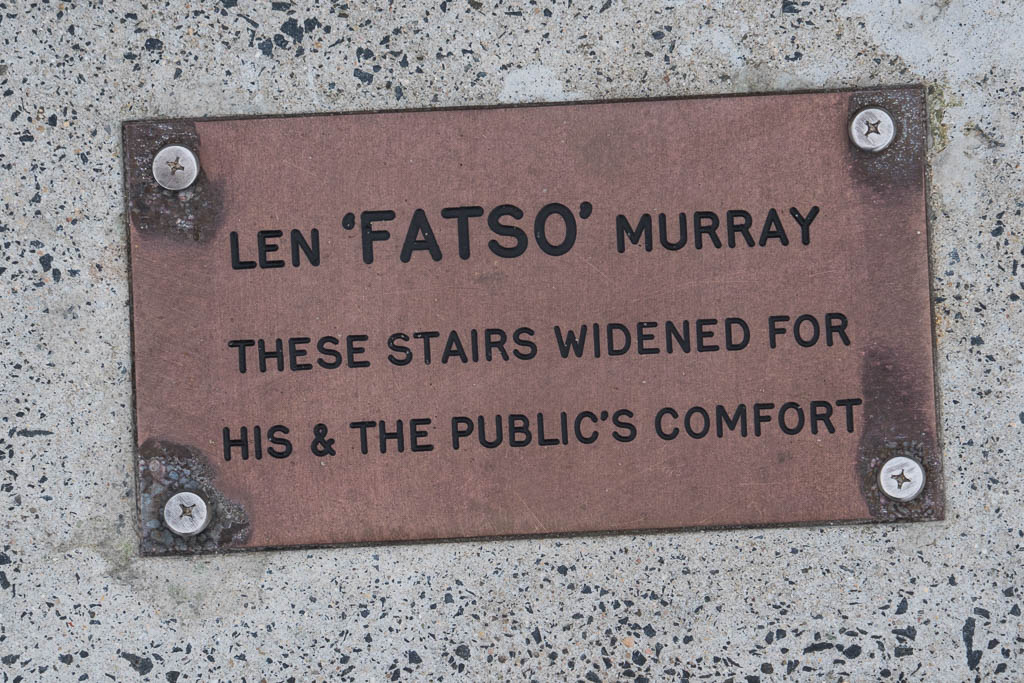 LEN 'FATSO' MURRAY
THESE STAIRS WIDENED FOR
HIS & THE PUBLIC'S COMFORT